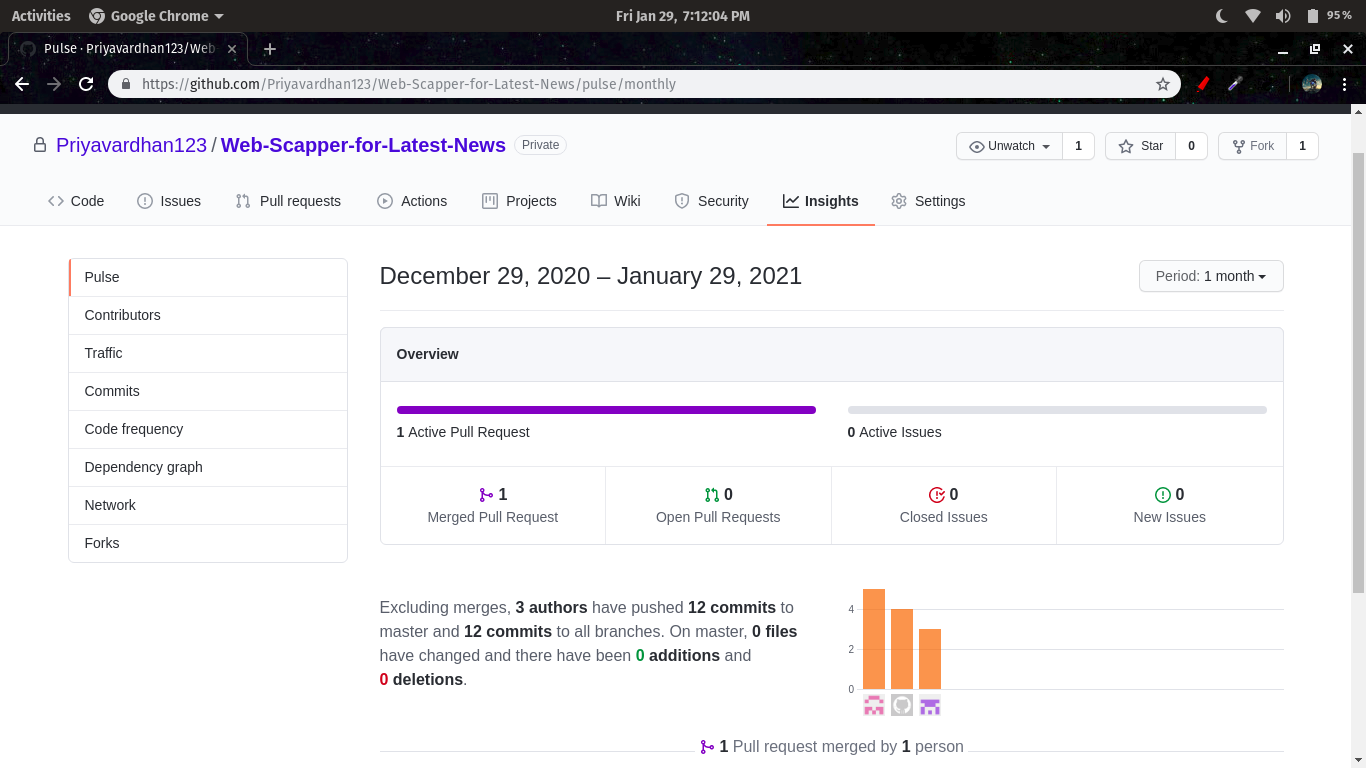 Activities Google Chrome Fri Jan 29, 7:12:04 PM 95%
Pulse · Priyavardhan123/Web
https://github.com/Priyavardhan123/Web-Scapper-for-Latest-News/pulse/monthly
Priyavardhan123 / Web-Scapper-for-Latest-News Private Unwatch 1 Star 0 Fork 1
Code Issues Pull requests Actions Projects Wiki Security Insights Settings
Pulse
Contributors
Traffic
Commits
Code frequency
Dependency graph
Network
Forks
December 29, 2020 – January 29, 2021 Period: 1 month
Overview
1 Active Pull Request 0 Active Issues
1 0 0 0
Merged Pull Request Open Pull Requests Closed Issues New Issues
Excluding merges, 3 authors have pushed 12 commits to
master and 12 commits to all branches. On master, 0 files
have changed and there have been 0 additions and
0 deletions.
4
2
0
1 Pull request merged by 1 person